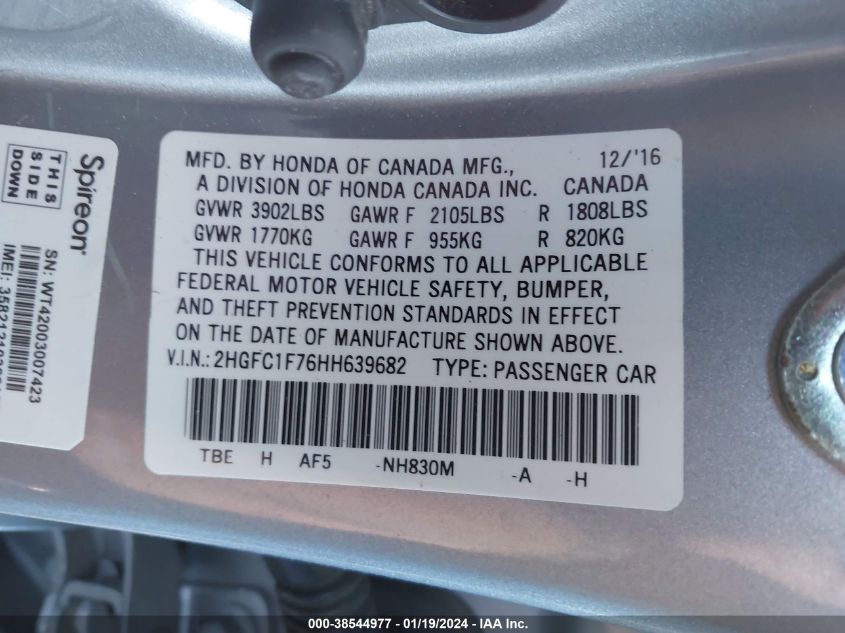 THIS
SIDE
DOWN
Spireon
SN: WT42003007423
MFD. BY HONDA OF CANADA MFG., 12/'16
A DIVISION OF HONDA CANADA INC. CANADA
GVWR 3902LBS GAWR F 2105LBS R 1808LBS
GVWR 1770KG GAWR F 955KG R 820KG
THIS VEHICLE CONFORMS TO ALL APPLICABLE
FEDERAL MOTOR VEHICLE SAFETY, BUMPER,
AND THEFT PREVENTION STANDARDS IN EFFECT
ON THE DATE OF MANUFACTURE SHOWN ABOVE.
V.I.N.: 2HGFC1F76HH639682 TYPE: PASSENGER CAR
TBE H AF5 -NH830M -A -H
IMEI:
000-38544977 - 01/19/2024 - IAA Inc.